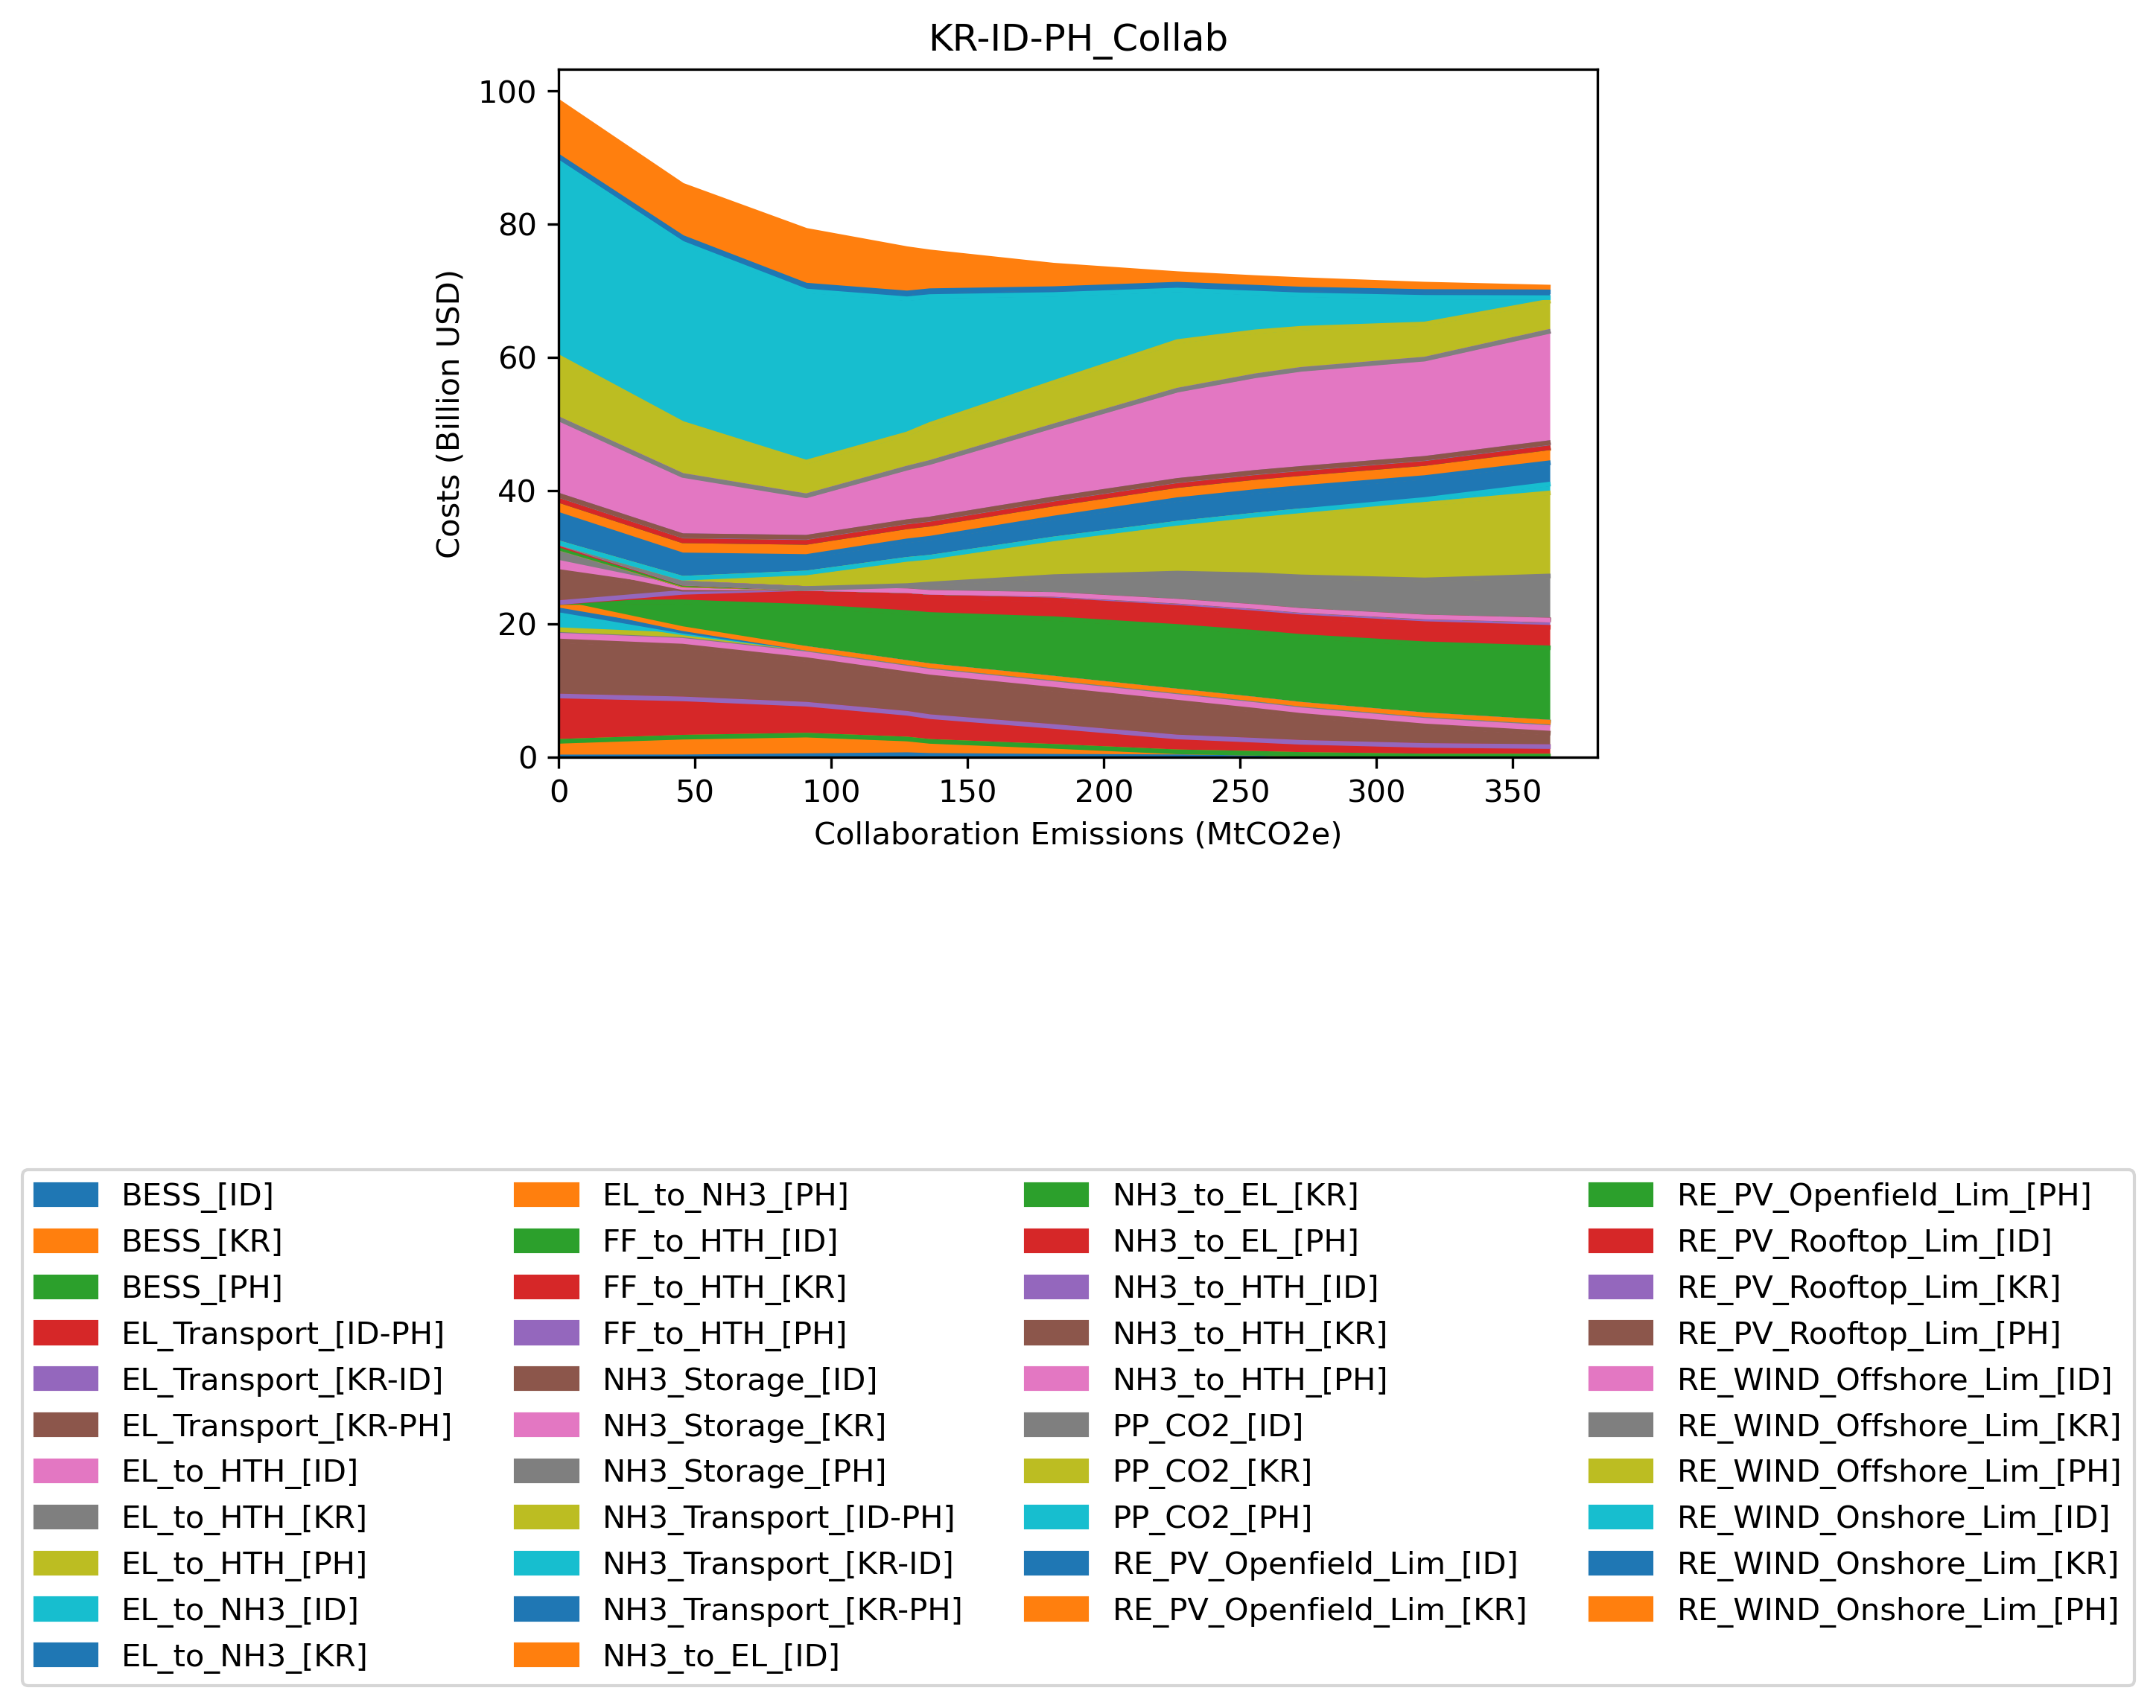 KR-ID-PH_Collab
100
80
60
40
20
0
Costs (Billion USD)
0 50 100 150 200 250 300 350
Collaboration Emissions (MtCO2e)
BESS_[ID]
BESS_[KR]
BESS_[PH]
EL_Transport_[ID-PH]
EL_Transport_[KR-ID]
EL_Transport_[KR-PH]
EL_to_HTH_[ID]
EL_to_HTH_[KR]
EL_to_HTH_[PH]
EL_to_NH3_[ID]
EL_to_NH3_[KR]
EL_to_NH3_[PH]
FF_to_HTH_[ID]
FF_to_HTH_[KR]
FF_to_HTH_[PH]
NH3_Storage_[ID]
NH3_Storage_[KR]
NH3_Storage_[PH]
NH3_Transport_[ID-PH]
NH3_Transport_[KR-ID]
NH3_Transport_[KR-PH]
NH3_to_EL_[ID]
NH3_to_EL_[KR]
NH3_to_EL_[PH]
NH3_to_HTH_[ID]
NH3_to_HTH_[KR]
NH3_to_HTH_[PH]
PP_CO2_[ID]
PP_CO2_[KR]
PP_CO2_[PH]
RE_PV_Openfield_Lim_[ID]
RE_PV_Openfield_Lim_[KR]
RE_PV_Openfield_Lim_[PH]
RE_PV_Rooftop_Lim_[ID]
RE_PV_Rooftop_Lim_[KR]
RE_PV_Rooftop_Lim_[PH]
RE_WIND_Offshore_Lim_[ID]
RE_WIND_Offshore_Lim_[KR]
RE_WIND_Offshore_Lim_[PH]
RE_WIND_Onshore_Lim_[ID]
RE_WIND_Onshore_Lim_[KR]
RE_WIND_Onshore_Lim_[PH]